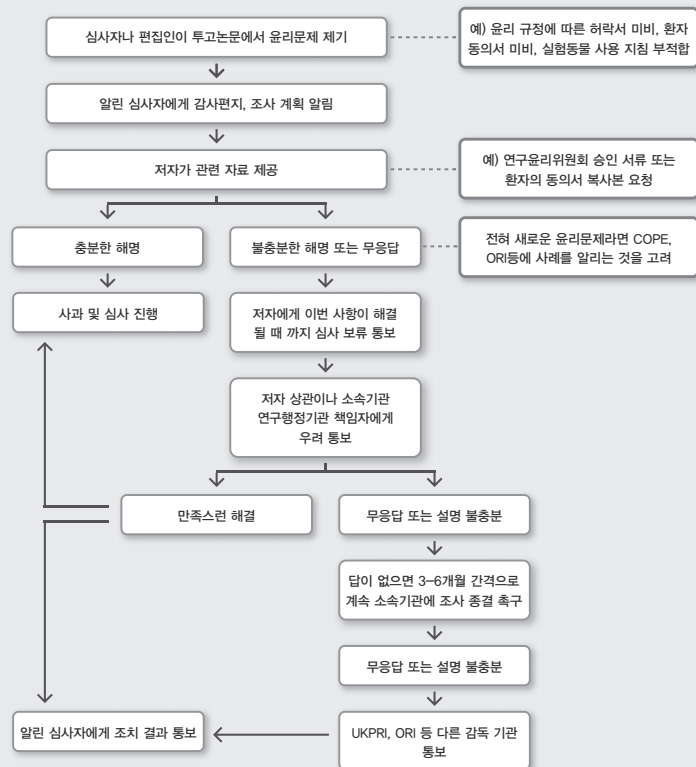 심사자나 편집인이 투고논문에서 윤리문제 제기
예) 윤리 규정에 따른 허락서 미비, 환자
동의서 미비, 실험동물 사용 지침 부적합
알린 심사자에게 감사편지, 조사 계획 알림
저자가 관련 자료 제공
예) 연구윤리위원회 승인 서류 또는
환자의 동의서 복사본 요청
충분한 해명
불충분한 해명 또는 무응답
전혀 새로운 윤리문제라면 COPE,
ORI등에 사례를 알리는 것을 고려
사과 및 심사 진행
저자에게 이번 사항이 해결
될 때 까지 심사 보류 통보
저자 상관이나 소속기관
연구행정기관 책임자에게
우려 통보
만족스런 해결
무응답 또는 설명 불충분
답이 없으면 3–6개월 간격으로
계속 소속기관에 조사 종결 촉구
무응답 또는 설명 불충분
알린 심사자에게 조치 결과 통보
UKPRI, ORI 등 다른 감독 기관
통보